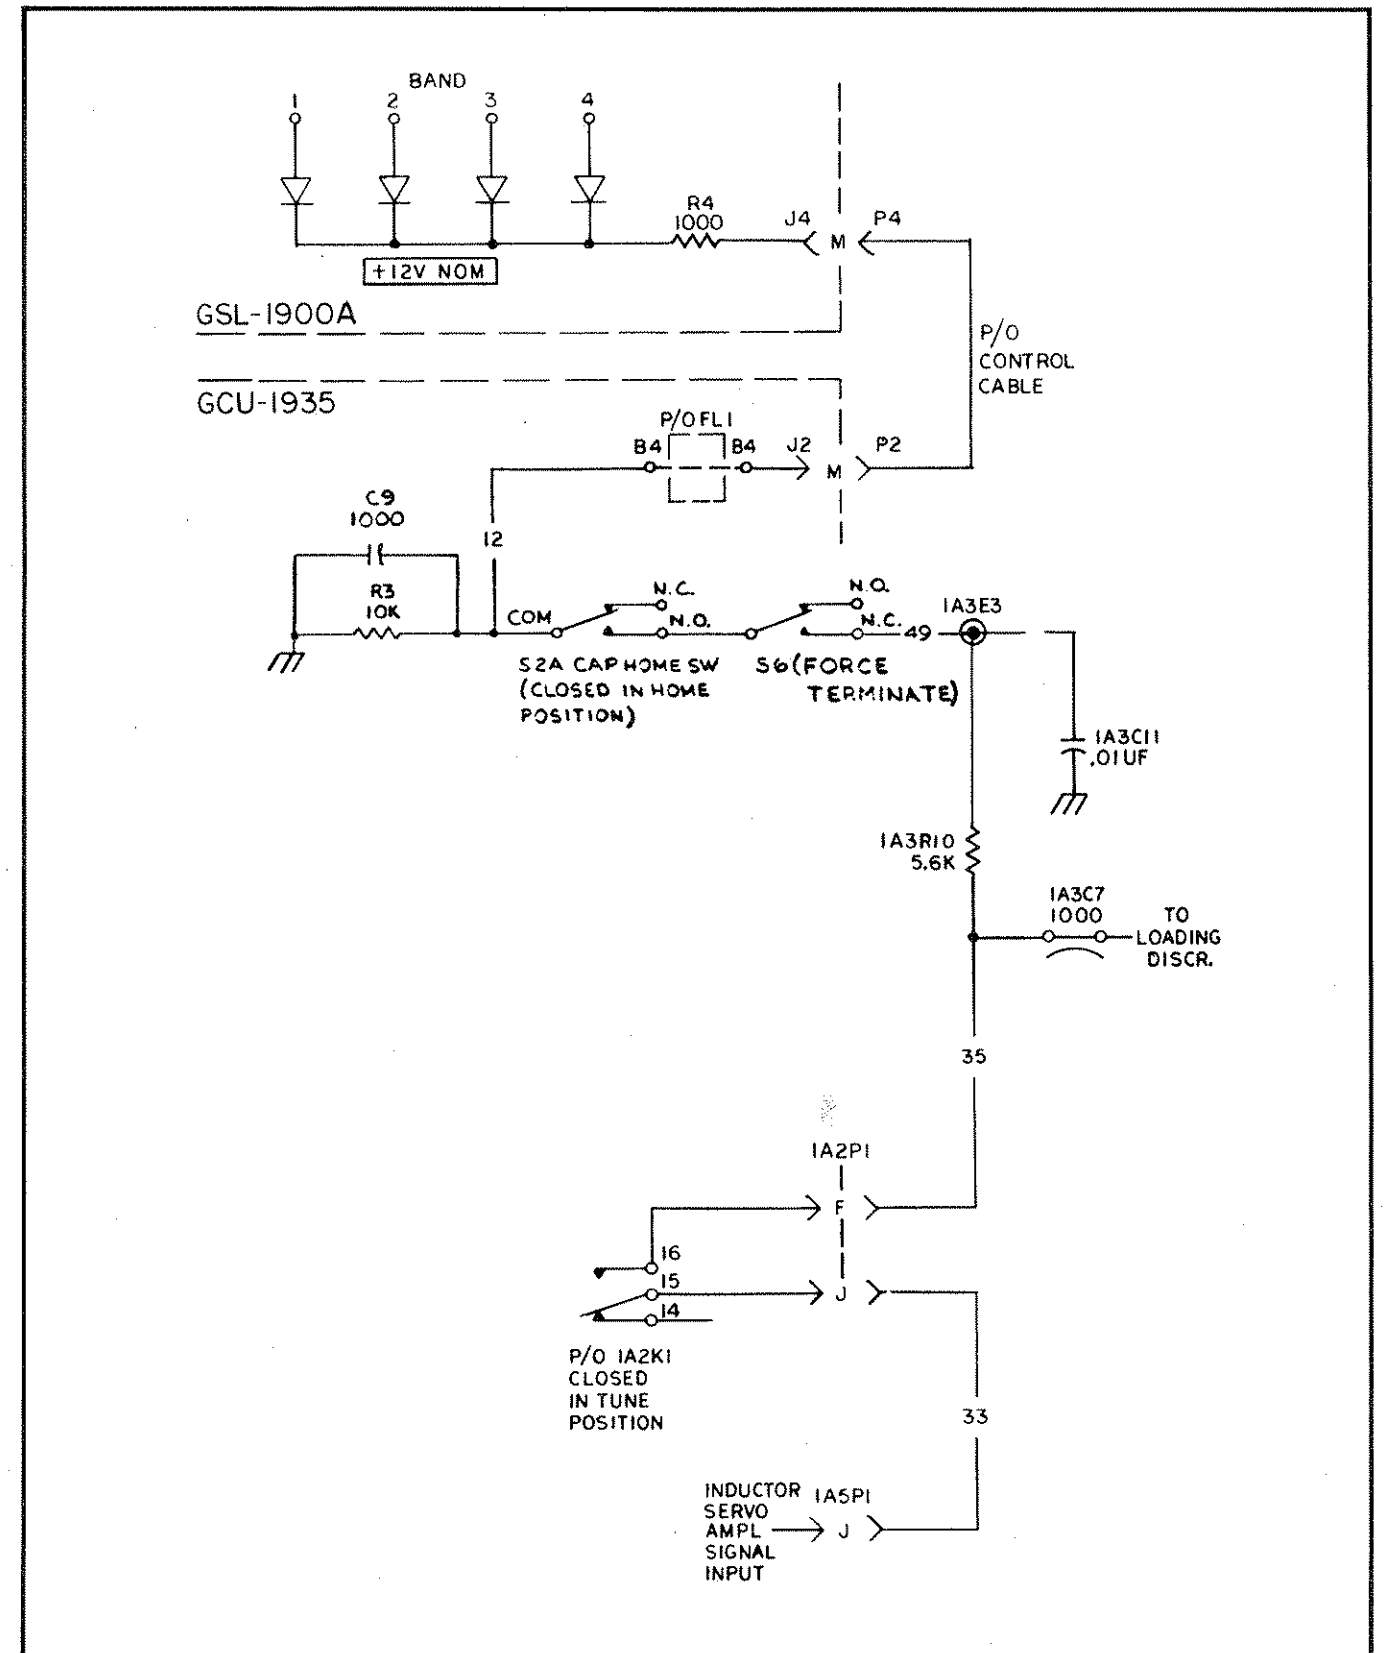 BAND
1 2 3 4
R4
1000
J4 M P4
+12V NOM
GSL-1900A
P/O
CONTROL
CABLE
GCU-1935
P/O FL1
B4 B4 J2 M P2
C9
1000
12
R3
10K
COM
N.C.
N.O.
N.O.
N.C.
49
1A3E3
S2A CAP HOME SW
(CLOSED IN HOME
POSITION)
S6 (FORCE
TERMINATE)
1A3C11
.01UF
1A3R10
5.6K
1A3C7
1000
TO
LOADING
DISCR.
35
1A2P1
F
16
15
J
14
P/O 1A2K1
CLOSED
IN TUNE
POSITION
33
INDUCTOR
SERVO
AMPL
SIGNAL
INPUT
1A5P1
J